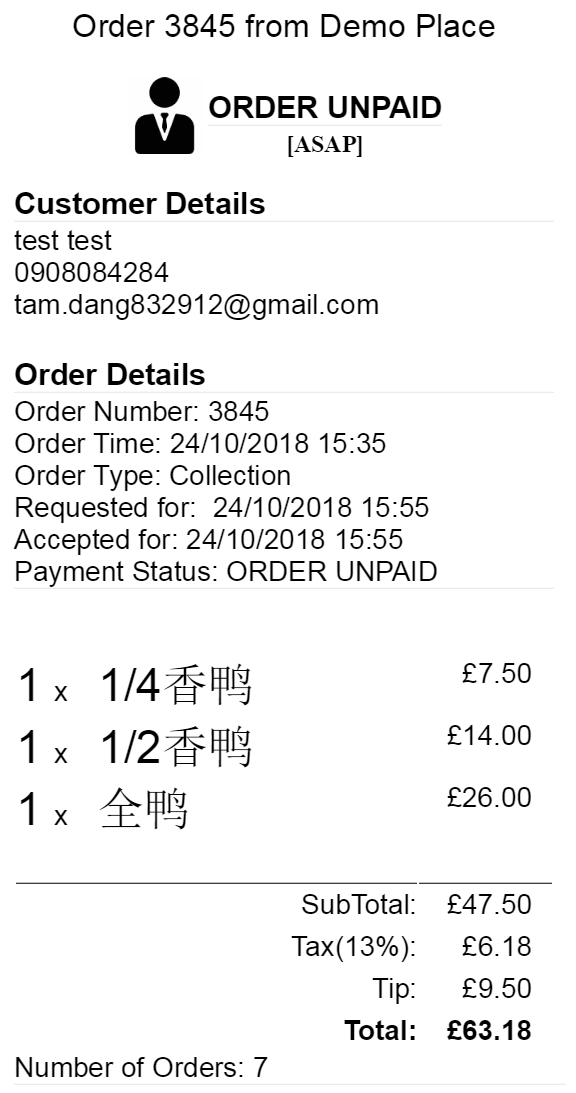 Order 3845 from Demo Place
ORDER UNPAID
[ASAP]
Customer Details
test test
0908084284
tam.dang832912@gmail.com
Order Details
Order Number: 3845
Order Time: 24/10/2018 15:35
Order Type: Collection
Requested for: 24/10/2018 15:55
Accepted for: 24/10/2018 15:55
Payment Status: ORDER UNPAID
1 x 1/4香鸭 £7.50
1 x 1/2香鸭 £14.00
1 x 全鸭 £26.00
SubTotal: £47.50
Tax(13%): £6.18
Tip: £9.50
Total: £63.18
Number of Orders: 7